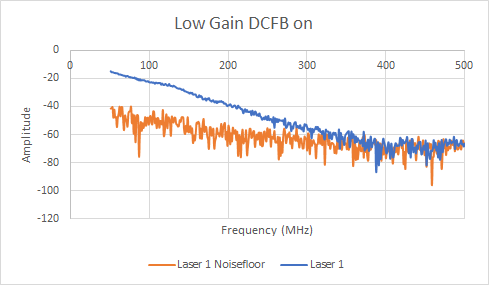 Low Gain DCFB on
0
0 100 200 300 400 500
-20
-40
-60
-80
-100
-120
Amplitude
Frequency (MHz)
Laser 1 Noisefloor Laser 1